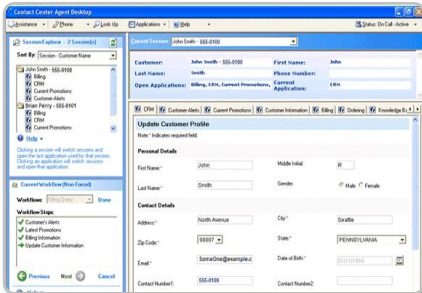 Contact Center Agent Desktop
Assistance Phone Look Up Applications Help Status: On Call - Active
Session Explorer - 2 Session(s)
Sort By: Session - Customer Name
John Smith - 555-0100
Billing
CRM
Current Promotions
Customer Alerts
Brian Perry - 555-0101
Billing
CRM
Current Promotions
Help
Clicking a session will switch sessions and open the last application used for that session. Clicking an application will switch sessions and open that application.
Current Workflow (Non Forced)
Workflows: Billing Query Done
Workflow Steps:
Customer's Alerts
Latest Promotions
Billing Information
Update Customer Information
Previous Next Cancel
Current Session: John Smith - 555-0100
Customer: John Smith - 555-0100 First Name: John
Last Name: Smith Phone Number:
Open Applications: Billing, CRM, Current Promotions, Current Application: CRM
CRM Customer Alerts Current Promotions Customer Information Billing Ordering Knowledge
Update Customer Profile
Note:* Indicates required field.
Personal Details
First Name:* John Middle Initial: R
Last Name:* Smith Gender: Male Female
Contact Details
Address:* North Avenue City:* Seattle
Zip Code:* 98007 State:* PENNSYLVANIA
Email:* SomeOne@example.c Date of Birth:*
Contact Number1: 555-0100 Contact Number2: